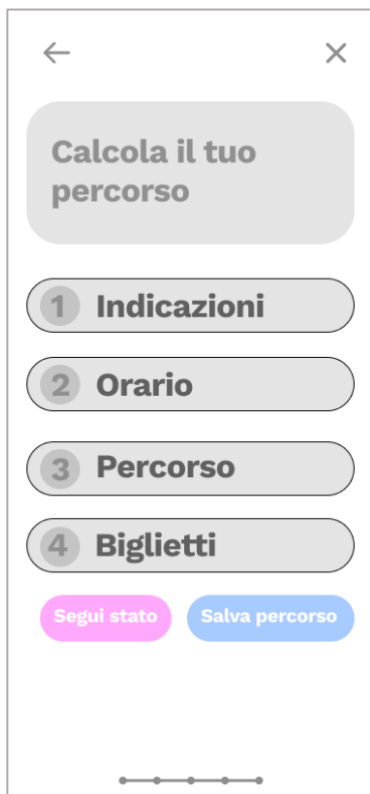 Calcola il tuo
percorso
1 Indicazioni
2 Orario
3 Percorso
4 Biglietti
Segui stato Salva percorso